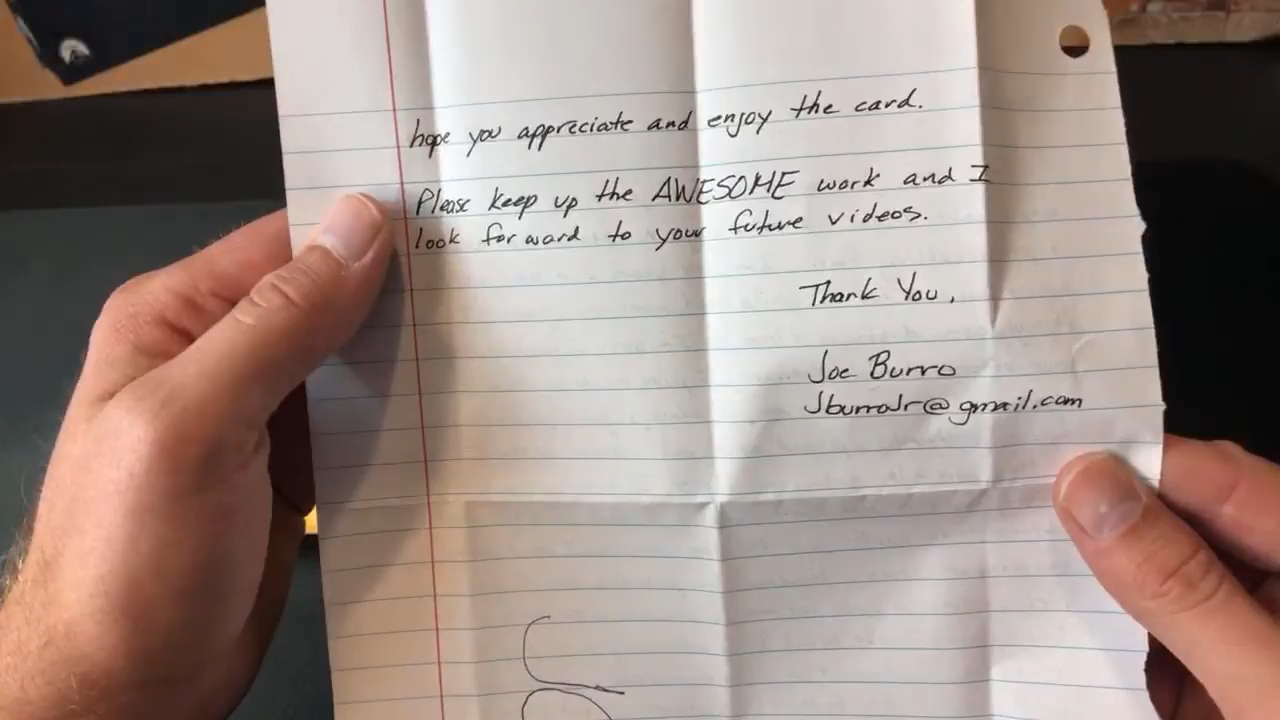 hope you appreciate and enjoy the card.
Please keep up the AWESOME work and I
look forward to your future videos.
Thank You,
Joe Burro
JburroJr@gmail.com